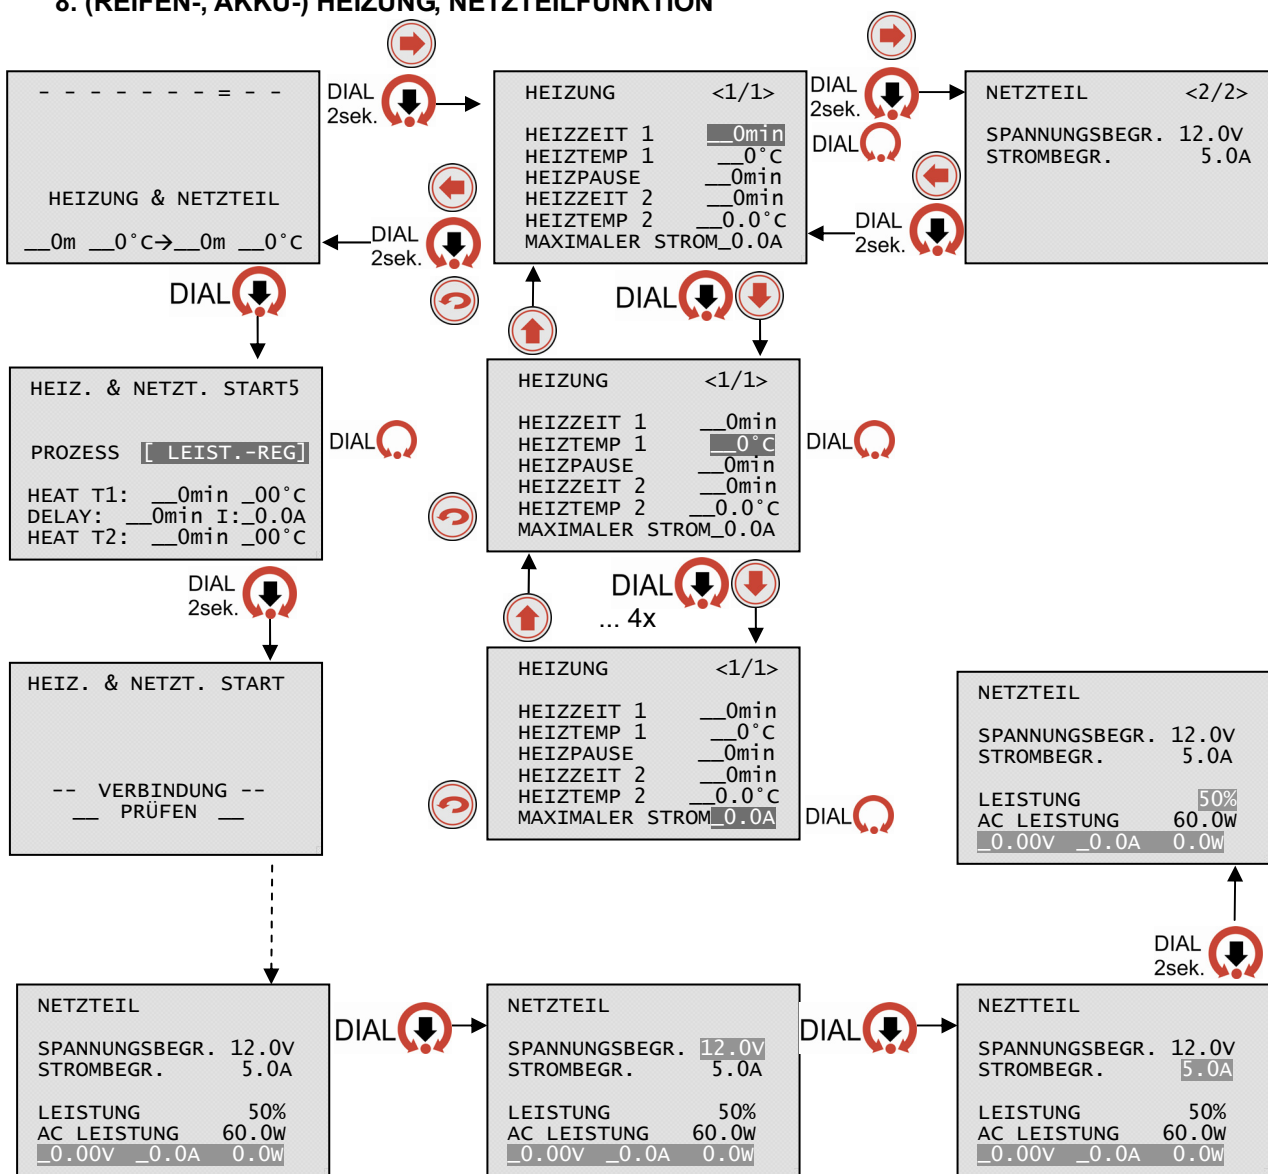 8. (REIFEN-, AKKU-) HEIZUNG, NETZTEILFUNKTION
- - - - - - - = - -
HEIZUNG & NETZTEIL
__0m __0°C→__0m __0°C
DIAL
2sek.
HEIZUNG <1/1>
HEIZZEIT 1 __0min
HEIZTEMP 1 __0°C
HEIZPAUSE __0min
HEIZZEIT 2 __0min
HEIZTEMP 2 __0.0°C
MAXIMALER STROM_0.0A
DIAL
2sek.
DIAL
NETZTEIL <2/2>
SPANNUNGSBEGR. 12.0V
STROMBEGR. 5.0A
DIAL
2sek.
DIAL
2sek.
DIAL
DIAL
HEIZ. & NETZT. START5
PROZESS [ LEIST.-REG]
HEAT T1: __0min _00°C
DELAY: __0min I:_0.0A
HEAT T2: __0min _00°C
DIAL
HEIZUNG <1/1>
HEIZZEIT 1 __0min
HEIZTEMP 1 __0°C
HEIZPAUSE __0min
HEIZZEIT 2 __0min
HEIZTEMP 2 __0.0°C
MAXIMALER STROM_0.0A
DIAL
DIAL
2sek.
DIAL
... 4x
HEIZ. & NETZT. START
-- VERBINDUNG --
__ PRÜFEN __
HEIZUNG <1/1>
HEIZZEIT 1 __0min
HEIZTEMP 1 __0°C
HEIZPAUSE __0min
HEIZZEIT 2 __0min
HEIZTEMP 2 __0.0°C
MAXIMALER STROM_0.0A
DIAL
NETZTEIL
SPANNUNGSBEGR. 12.0V
STROMBEGR. 5.0A
LEISTUNG 50%
AC LEISTUNG 60.0W
_0.00V _0.0A 0.0W
DIAL
2sek.
NETZTEIL
SPANNUNGSBEGR. 12.0V
STROMBEGR. 5.0A
LEISTUNG 50%
AC LEISTUNG 60.0W
_0.00V _0.0A 0.0W
DIAL
NETZTEIL
SPANNUNGSBEGR. 12.0V
STROMBEGR. 5.0A
LEISTUNG 50%
AC LEISTUNG 60.0W
_0.00V _0.0A 0.0W
DIAL
NEZTTEIL
SPANNUNGSBEGR. 12.0V
STROMBEGR. 5.0A
LEISTUNG 50%
AC LEISTUNG 60.0W
_0.00V _0.0A 0.0W